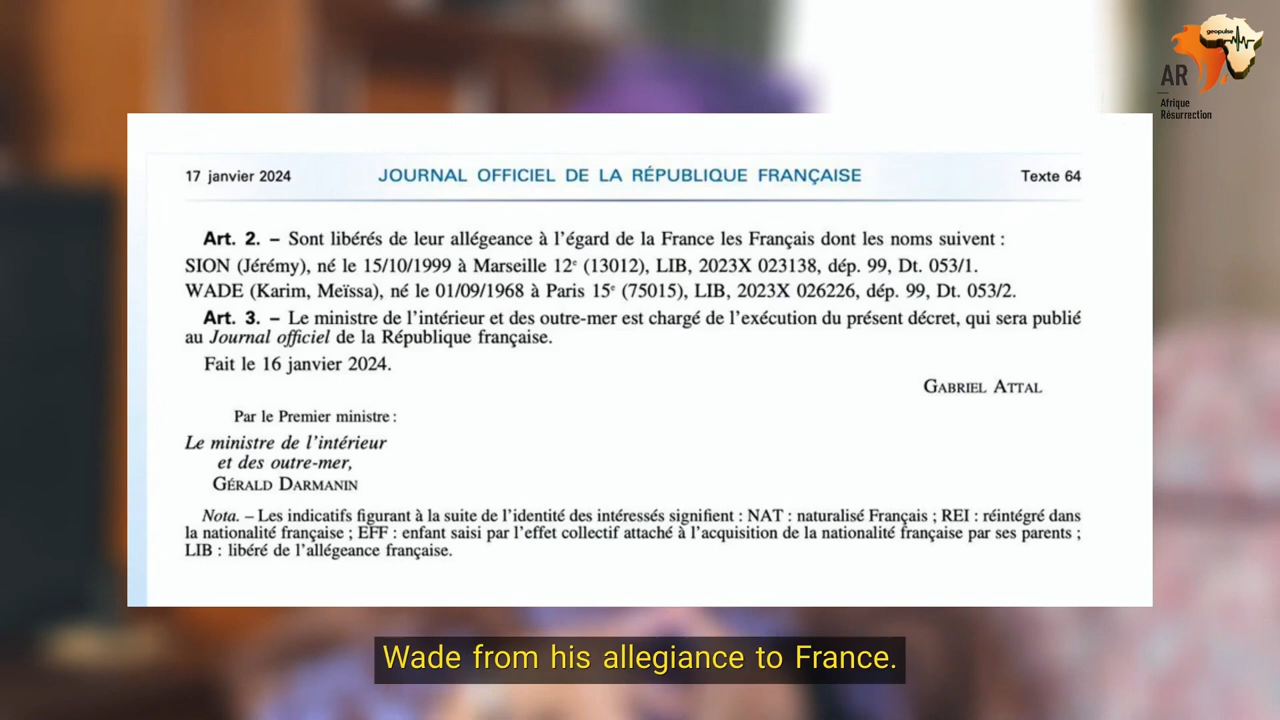 geopulse
AR
Afrique
Résurrection
17 janvier 2024 JOURNAL OFFICIEL DE LA RÉPUBLIQUE FRANÇAISE Texte 64
Art. 2. – Sont libérés de leur allégeance à l’égard de la France les Français dont les noms suivent :
SION (Jérémy), né le 15/10/1999 à Marseille 12e (13012), LIB, 2023X 023138, dép. 99, Dt. 053/1.
WADE (Karim, Meïssa), né le 01/09/1968 à Paris 15e (75015), LIB, 2023X 026226, dép. 99, Dt. 053/2.
Art. 3. – Le ministre de l’intérieur et des outre-mer est chargé de l’exécution du présent décret, qui sera publié
au Journal officiel de la République française.
Fait le 16 janvier 2024.
GABRIEL ATTAL
Par le Premier ministre :
Le ministre de l’intérieur
et des outre-mer,
GÉRALD DARMANIN
Nota. – Les indicatifs figurant à la suite de l’identité des intéressés signifient : NAT : naturalisé Français ; REI : réintégré dans
la nationalité française ; EFF : enfant saisi par l’effet collectif attaché à l’acquisition de la nationalité française par ses parents ;
LIB : libéré de l’allégeance française.
Wade from his allegiance to France.